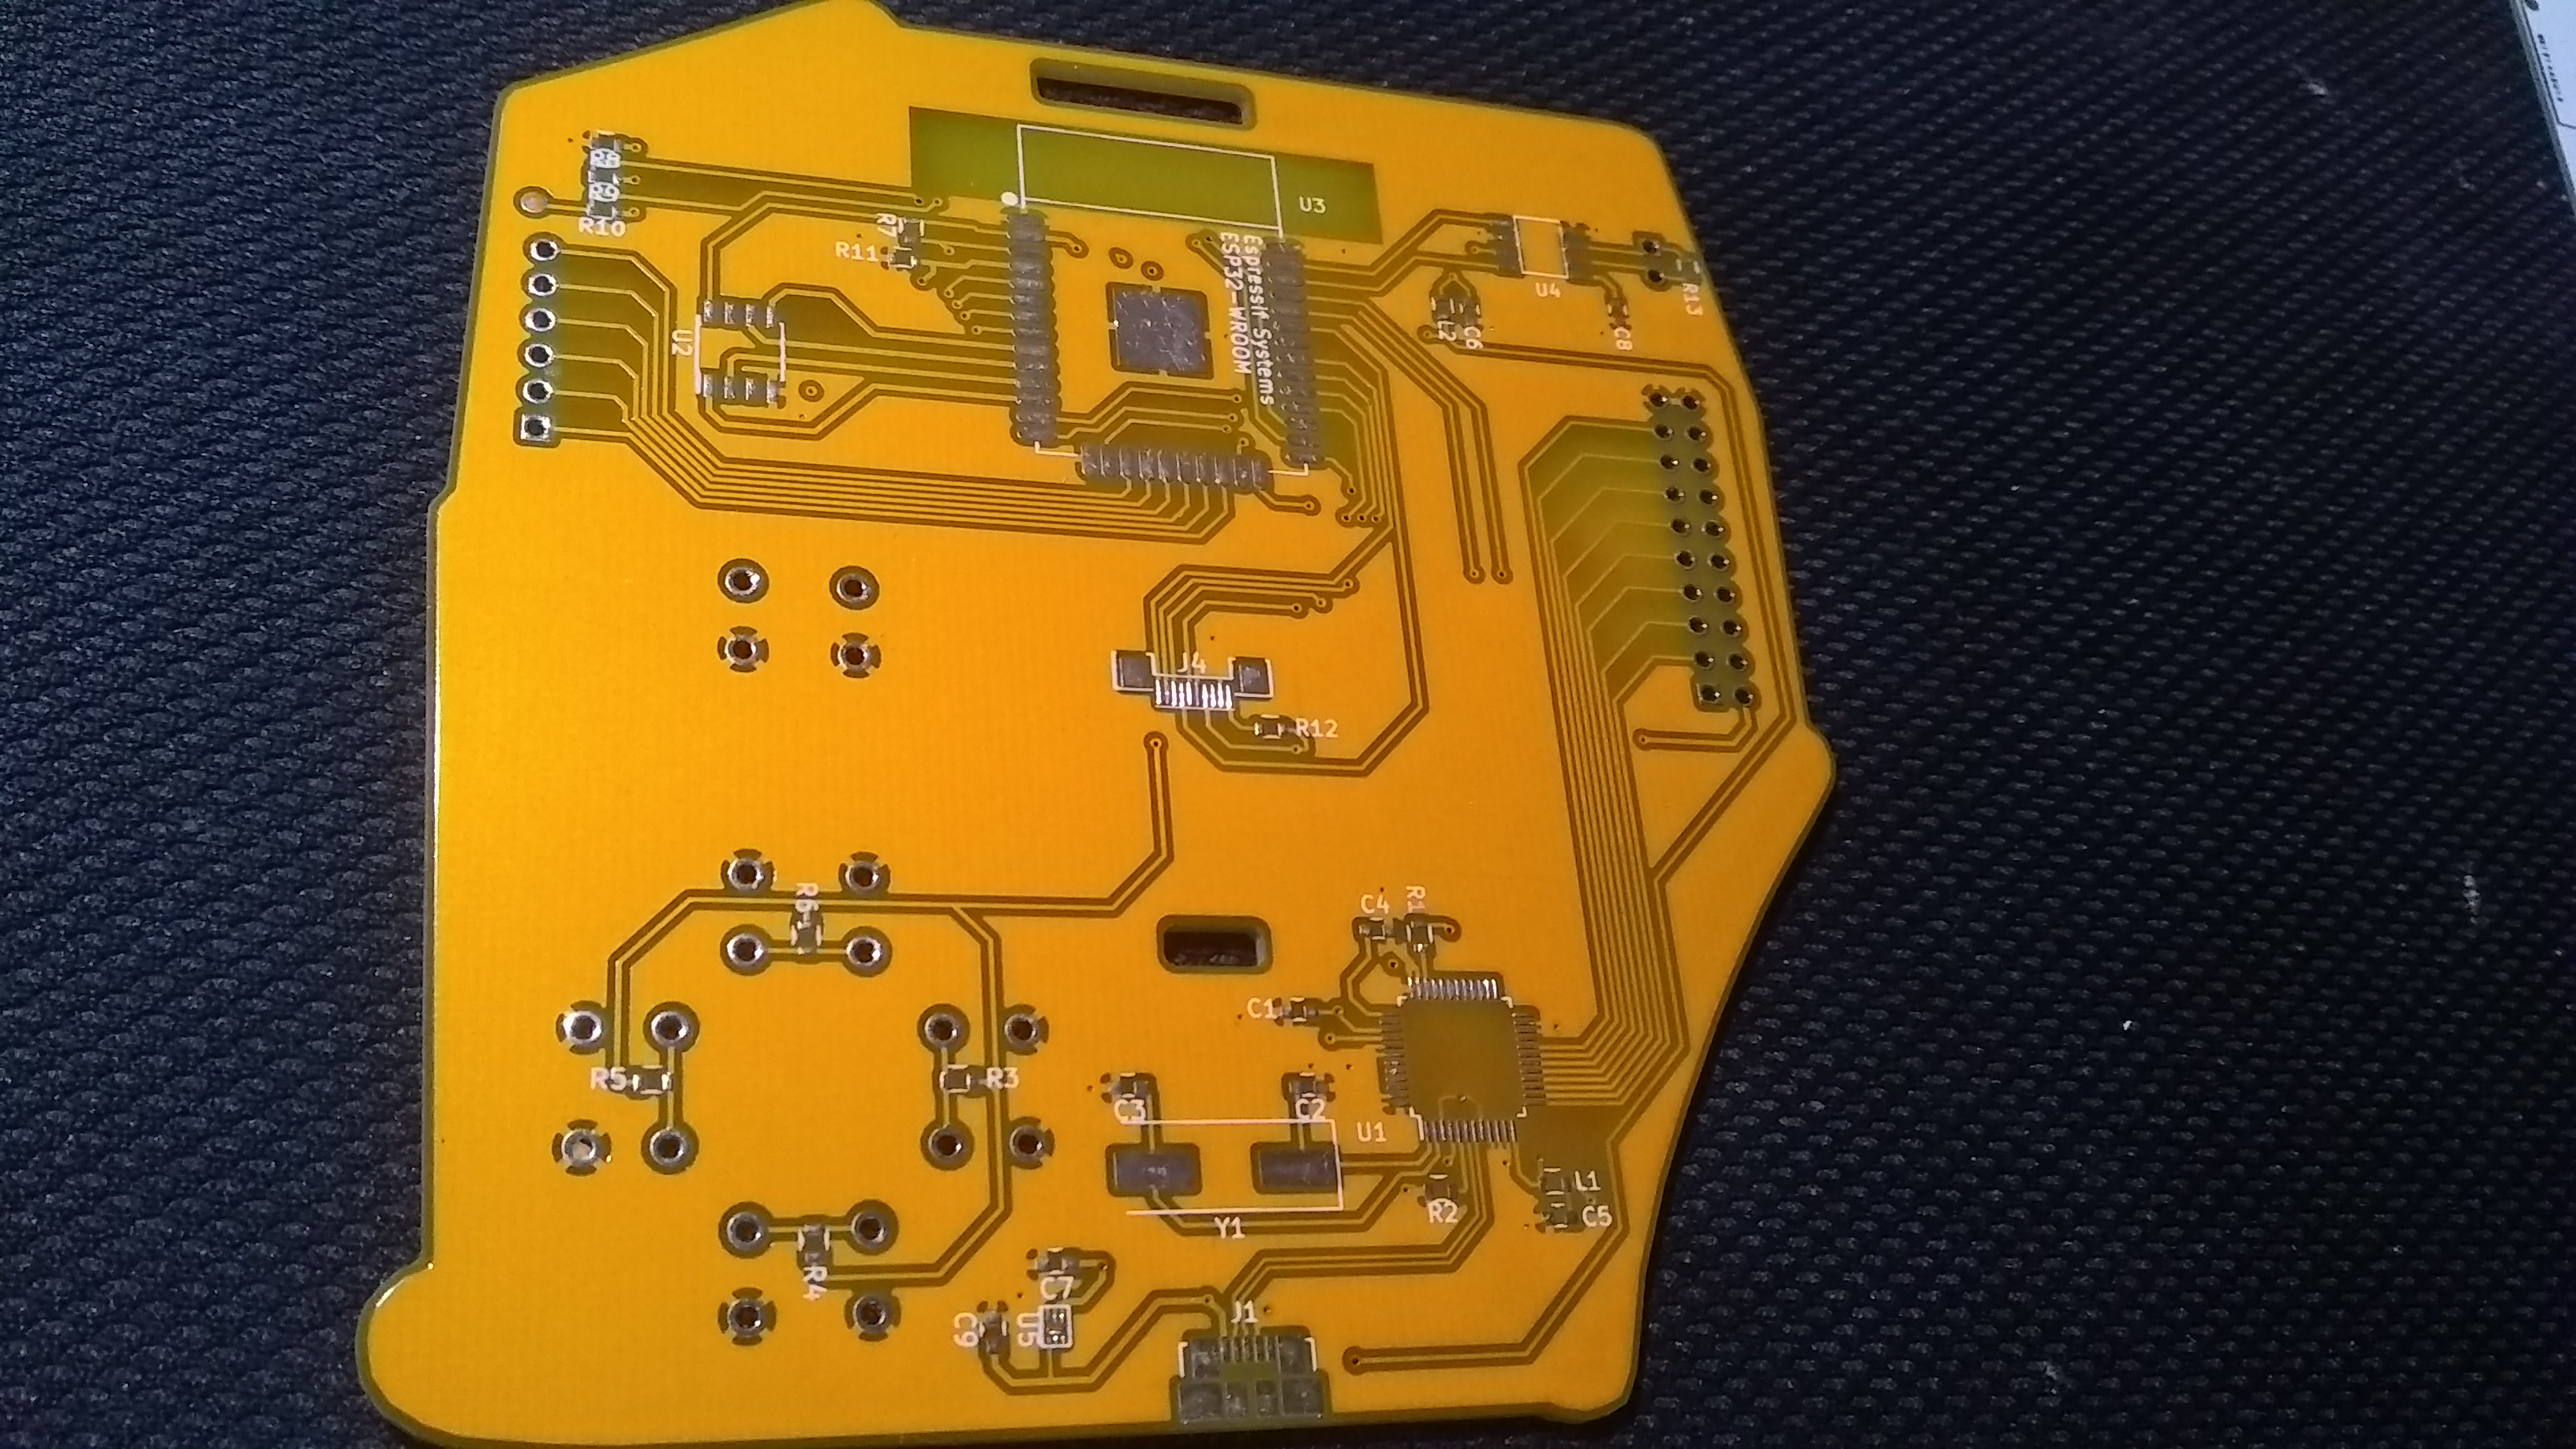 R8
R9
R10
R7
R11
U3
Espressif Systems
ESP32-WROOM
U2
U4
R13
L2
C6
C8
J4
R12
R6
C4
R1
C1
R5
R3
C3
C2
U1
Y1
R2
L1
C5
R4
C7
C9
U5
J1